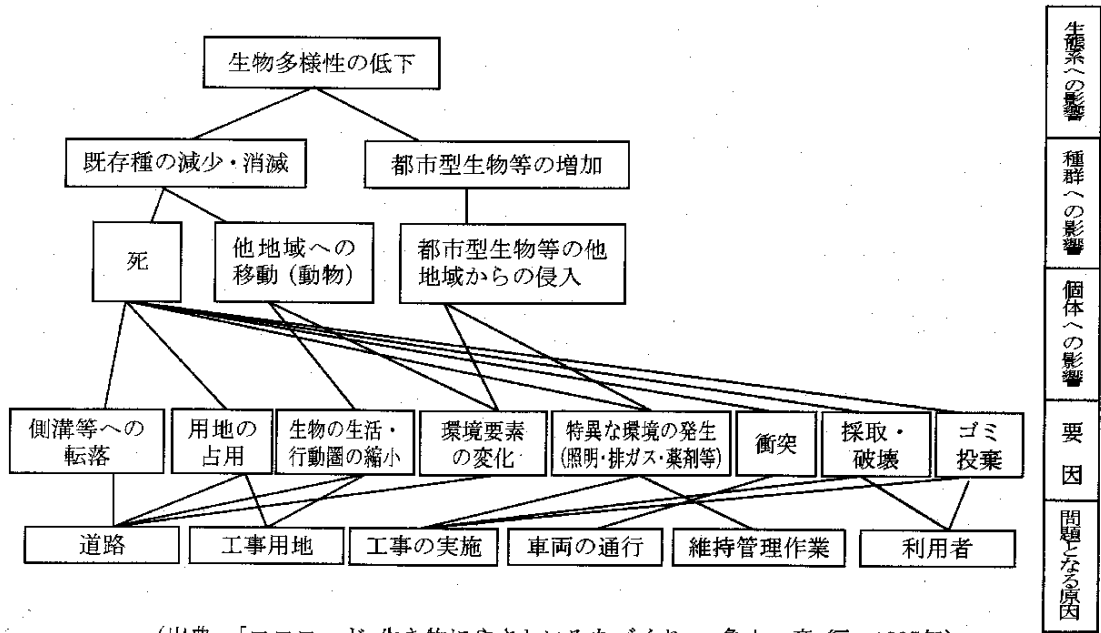 生物多様性の低下
既存種の減少・消滅
都市型生物等の増加
死
他地域への
移動(動物)
都市型生物等の他
地域からの侵入
側溝等への
転落
用地の
占用
生物の生活・
行動圏の縮小
環境要素
の変化
特異な環境の発生
(照明・排ガス・薬剤等)
衝突
採取・
破壊
ゴミ
投棄
道路
工事用地
工事の実施
車両の通行
維持管理作業
利用者
生態系への影響
種群への影響
個体への影響
要因
問題となる原因